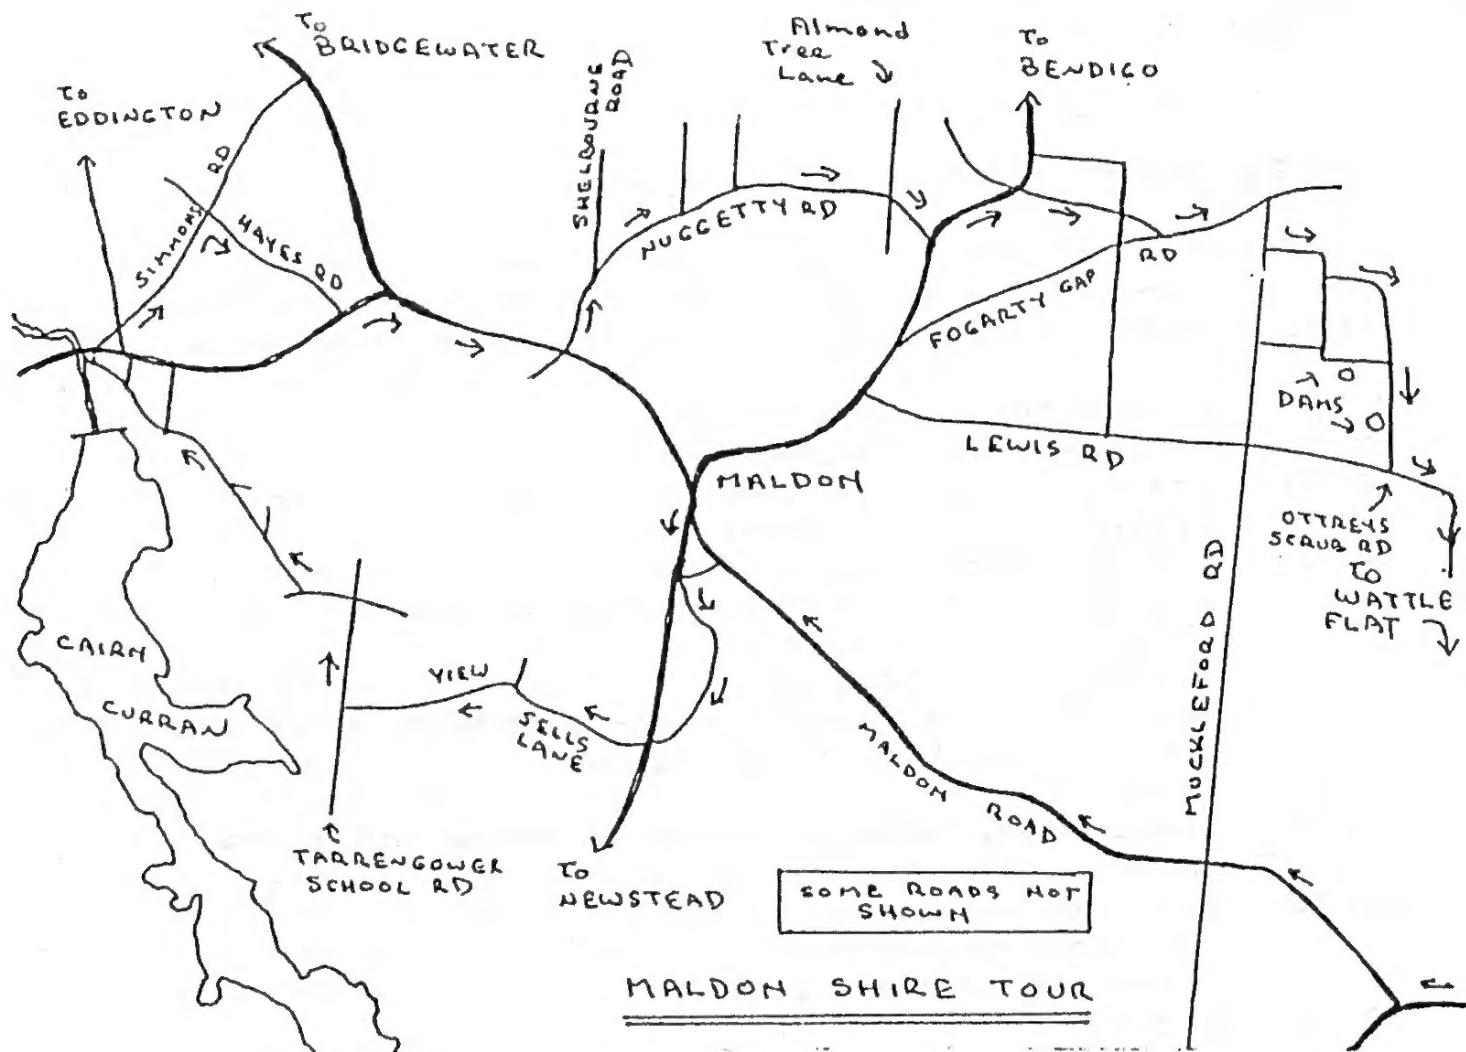 TO
BRIDGEWATER
TO
EDDINGTON
SIMMONS RD
HAYES RD
SHELBOURNE
ROAD
Almond
Tree
Lane
TO
BENDIGO
NUGGETTY RD
FOGARTY GAP RD
DAMS
LEWIS RD
MALDON
OTTREYS
SCRUB RD
TO
WATTLE
FLAT
MUCKLEFORD RD
CAIRN
CURRAN
VIEW
SELLS
LANE
MALDON ROAD
TARRENGOWER
SCHOOL RD
TO
NEWSTEAD
SOME ROADS NOT
SHOWN
MALDON SHIRE TOUR